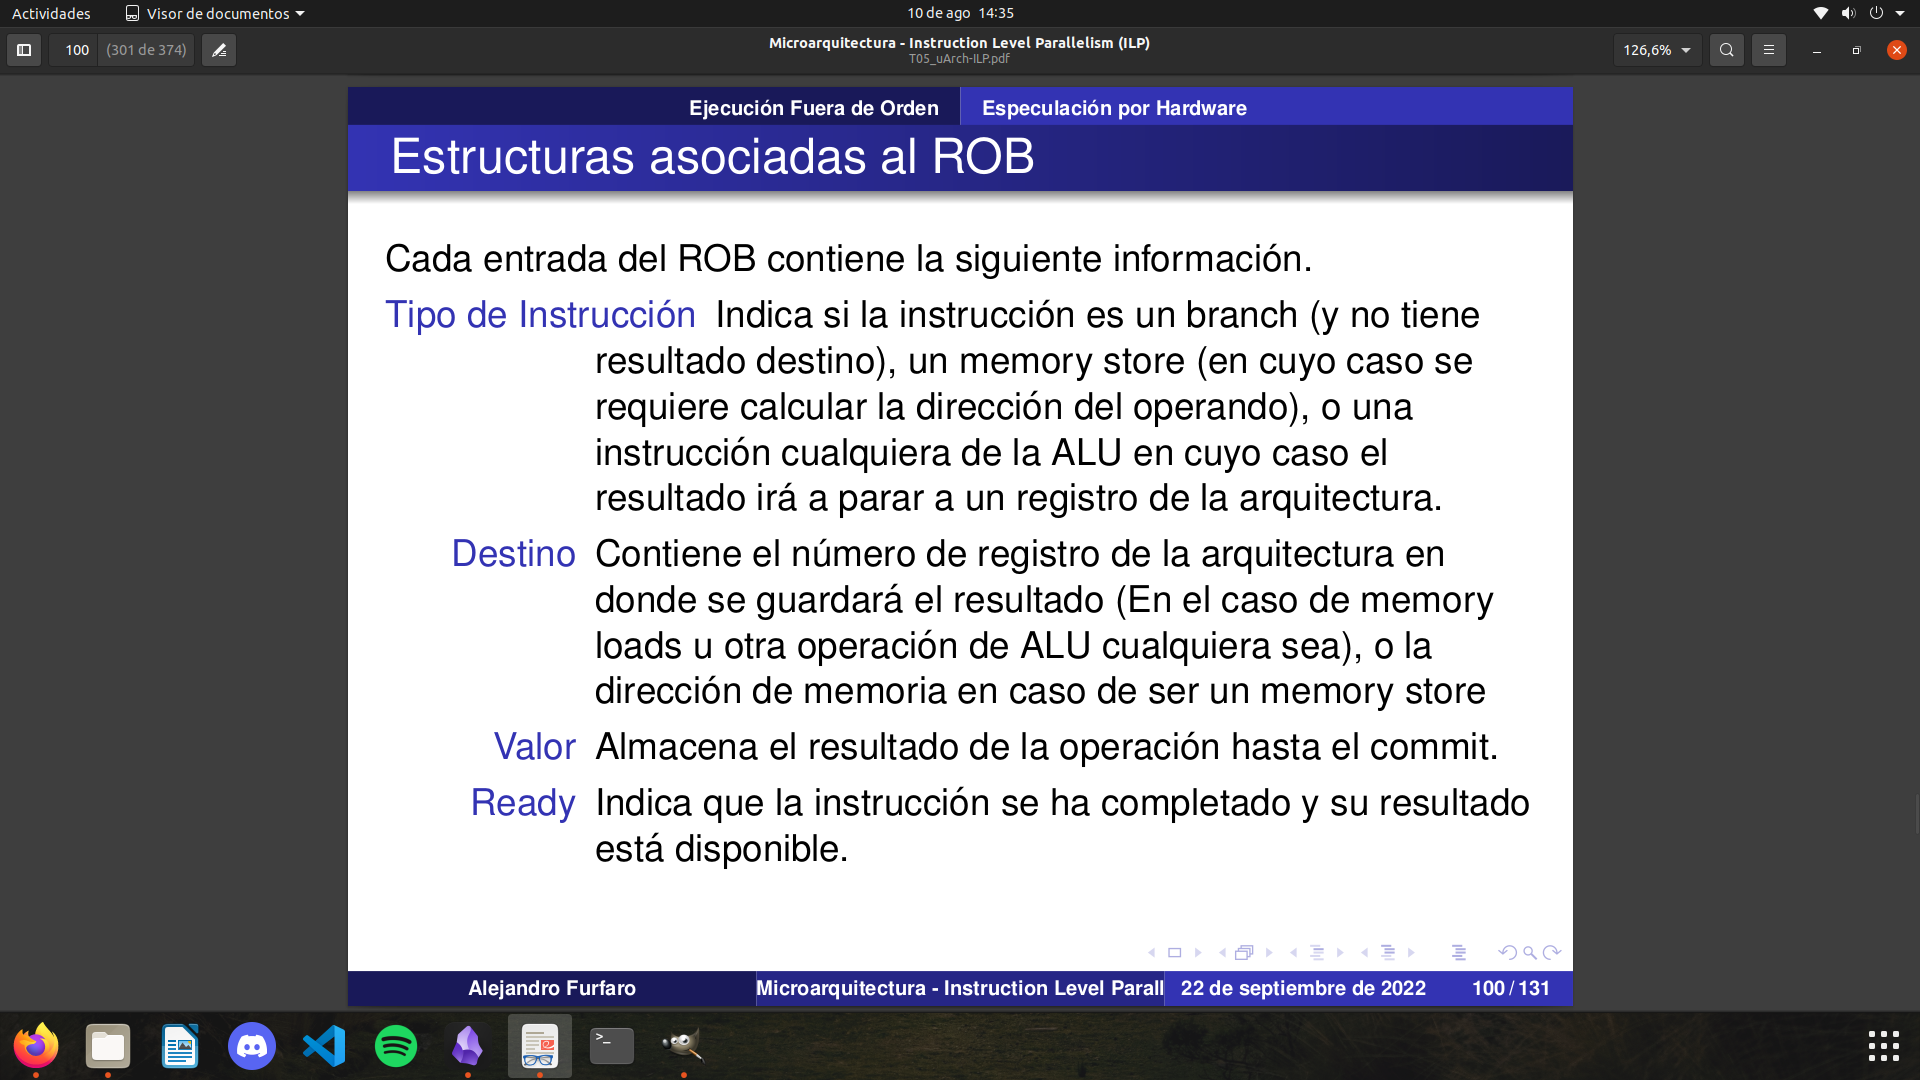 Actividades
Visor de documentos
10 de ago 14:35
100
(301 de 374)
Microarquitectura - Instruction Level Parallelism (ILP)
T05_uArch-ILP.pdf
126,6%
Ejecución Fuera de Orden
Especulación por Hardware
Estructuras asociadas al ROB
Cada entrada del ROB contiene la siguiente información.
Tipo de Instrucción Indica si la instrucción es un branch (y no tiene
resultado destino), un memory store (en cuyo caso se
requiere calcular la dirección del operando), o una
instrucción cualquiera de la ALU en cuyo caso el
resultado irá a parar a un registro de la arquitectura.
Destino Contiene el número de registro de la arquitectura en
donde se guardará el resultado (En el caso de memory
loads u otra operación de ALU cualquiera sea), o la
dirección de memoria en caso de ser un memory store
Valor Almacena el resultado de la operación hasta el commit.
Ready Indica que la instrucción se ha completado y su resultado
está disponible.
Alejandro Furfaro
Microarquitectura - Instruction Level Parall
22 de septiembre de 2022
100 / 131